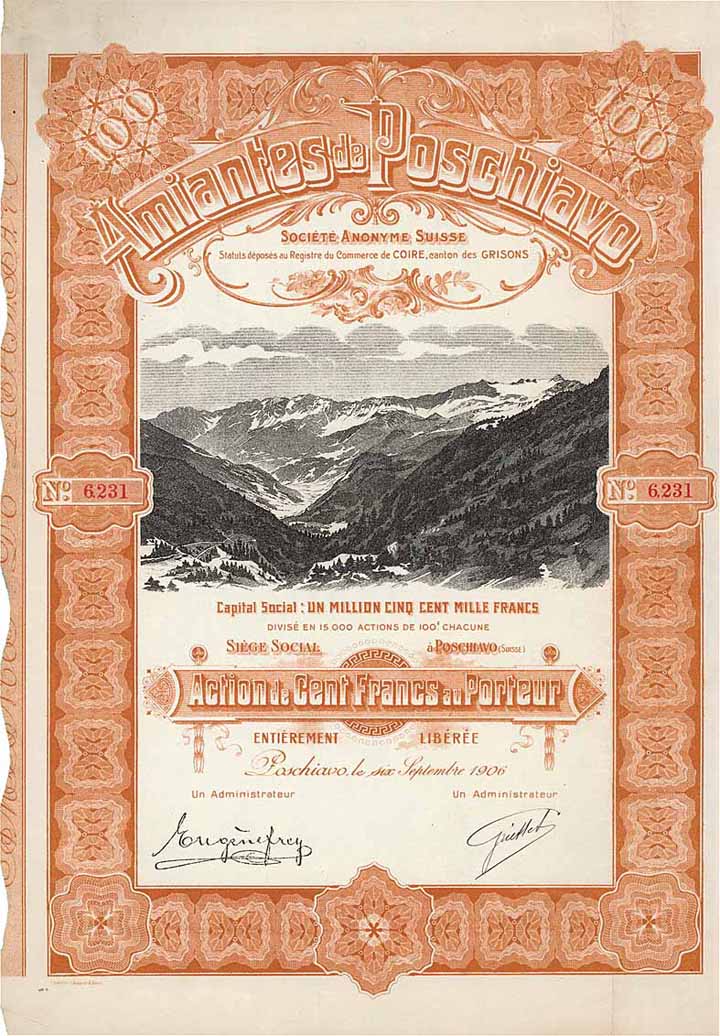 100
100
Amiantes de Poschiavo
SOCIÉTÉ ANONYME SUISSE
Statuts déposés au Registre du Commerce de COIRE, canton des GRISONS
No. 6.231
No. 6.231
Capital Social : UN MILLION CINQ CENT MILLE FRANCS
DIVISÉ EN 15.000 ACTIONS DE 100f CHACUNE
SIÈGE SOCIAL à POSCHIAVO (SUISSE)
Action de Cent Francs au Porteur
ENTIÈREMENT LIBÉRÉE
Poschiavo, le six Septembre 1906
Un Administrateur Un Administrateur